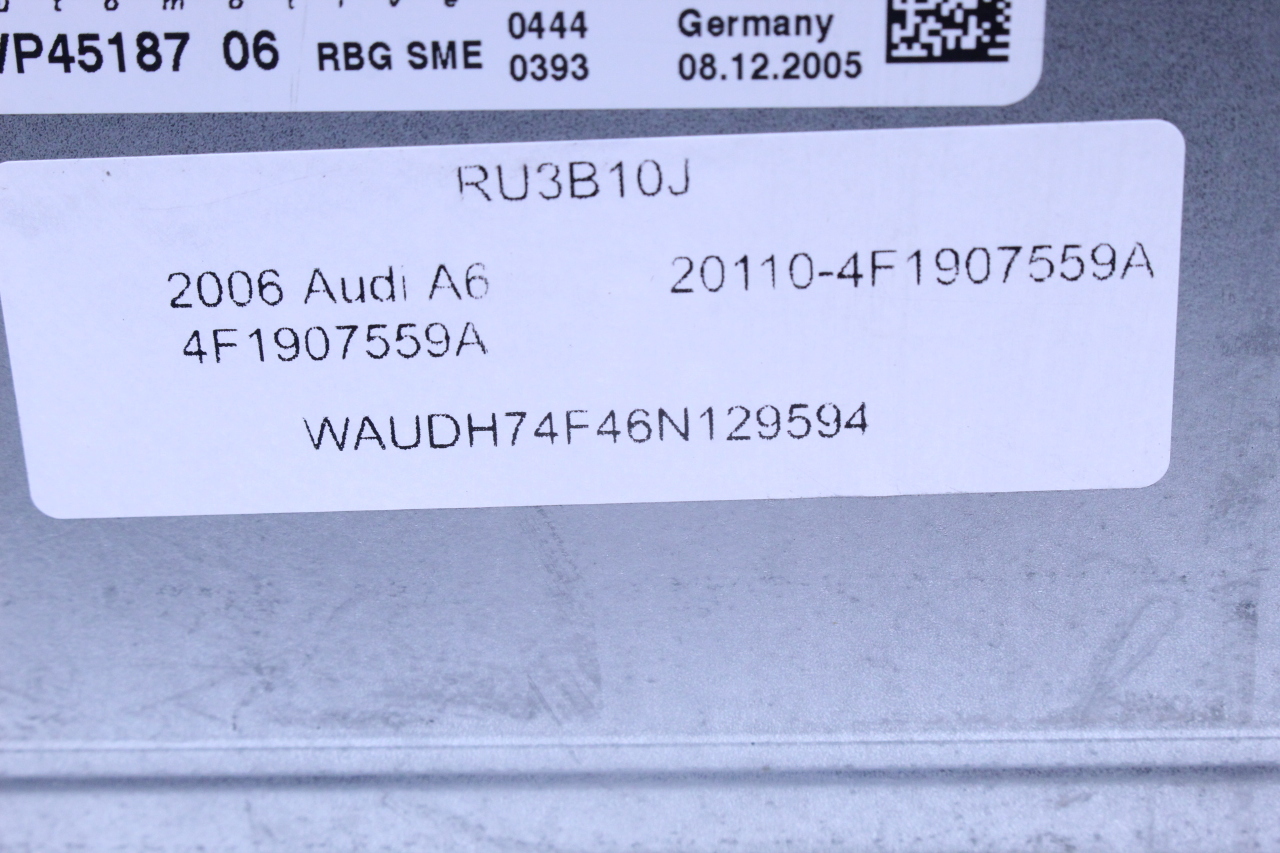 VP45187 06 RBG SME 0444 Germany
0393 08.12.2005
RU3B10J
2006 Audi A6 20110-4F1907559A
4F1907559A
WAUDH74F46N129594